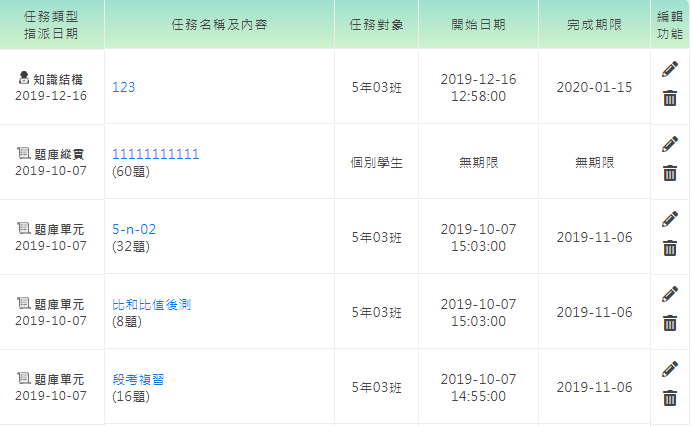 任務類型
指派日期
任務名稱及內容
任務對象
開始日期
完成期限
編輯
功能
知識結構
2019-12-16
123
5年03班
2019-12-16
12:58:00
2020-01-15
題庫縱貫
2019-10-07
11111111111
(60題)
個別學生
無期限
無期限
題庫單元
2019-10-07
5-n-02
(32題)
5年03班
2019-10-07
15:03:00
2019-11-06
題庫單元
2019-10-07
比和比值後測
(8題)
5年03班
2019-10-07
15:03:00
2019-11-06
題庫單元
2019-10-07
段考複習
(16題)
5年03班
2019-10-07
14:55:00
2019-11-06